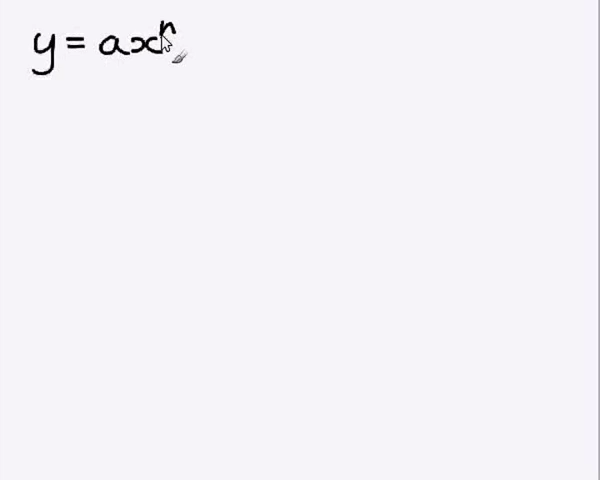 y = axⁿ